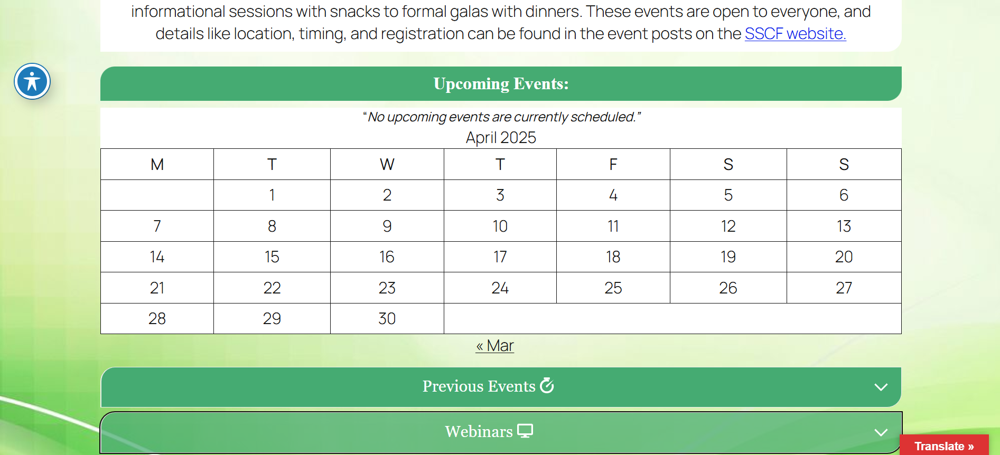 informational sessions with snacks to formal galas with dinners. These events are open to everyone, and
details like location, timing, and registration can be found in the event posts on the SSCF website.
Upcoming Events:
“No upcoming events are currently scheduled.”
April 2025
M T W T F S S
1 2 3 4 5 6
7 8 9 10 11 12 13
14 15 16 17 18 19 20
21 22 23 24 25 26 27
28 29 30
« Mar
Previous Events
Webinars
Translate »